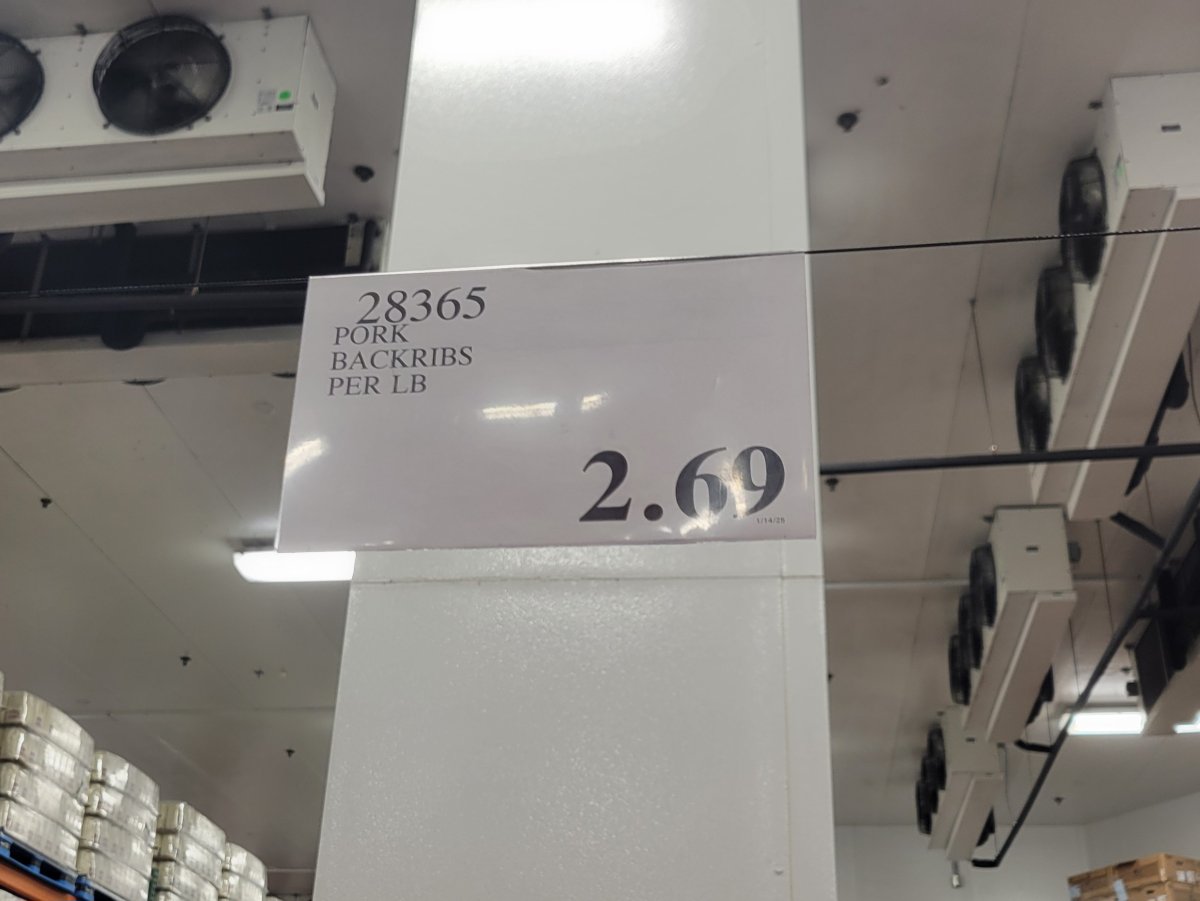 28365
PORK
BACKRIBS
PER LB
2.69